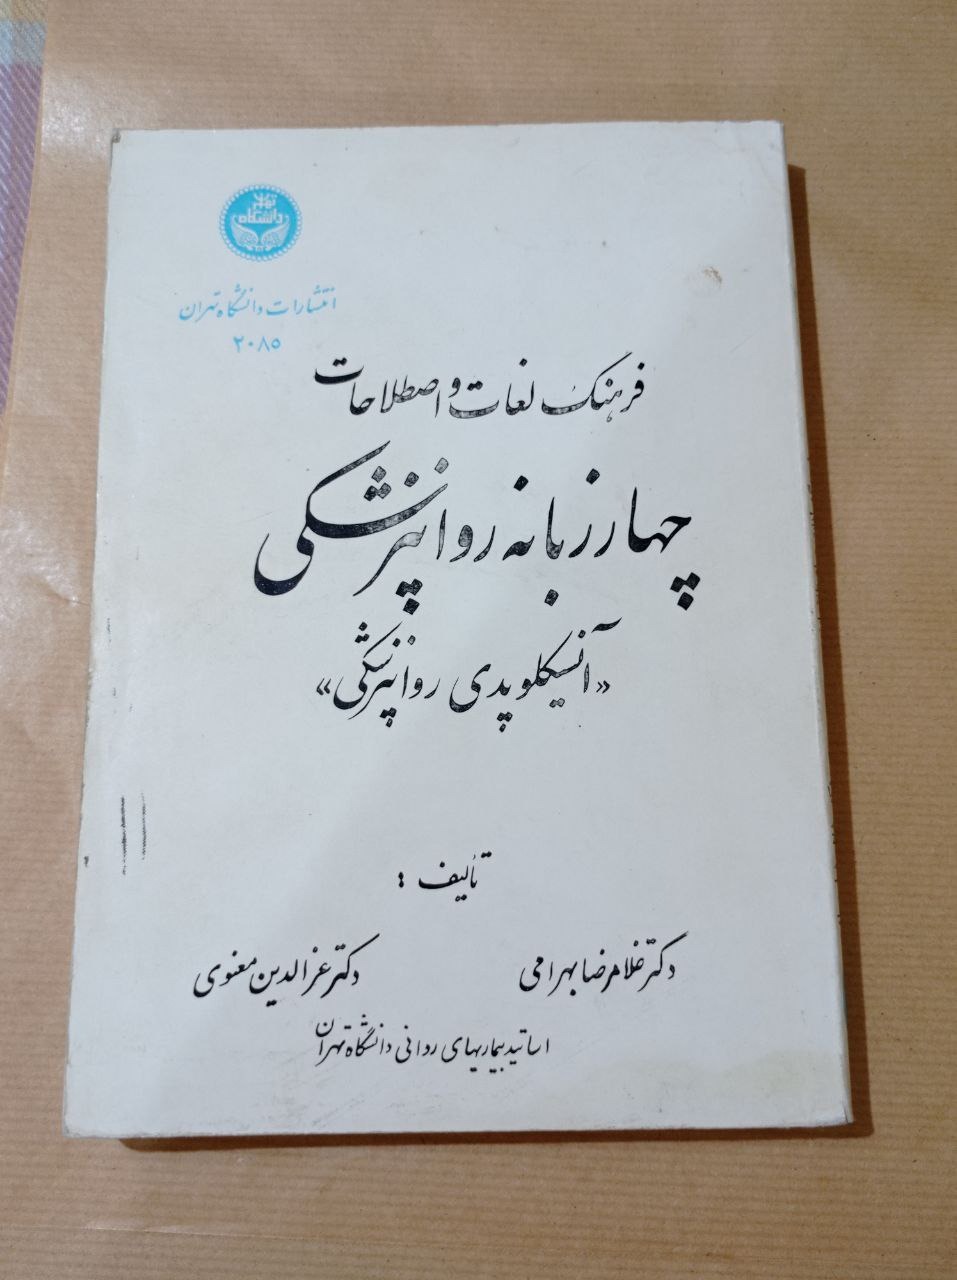 دانشگاه تهران
انتشارات دانشگاه تهران
۲۰۸۵
فرهنگ لغات و اصطلاحات
چهار زبانه روانپزشکی
«آنسیکلوپدی روانپزشکی»
تألیف :
دکتر غلامرضا بهرامی
دکتر عزالدین معنوی
اساتید بیماریهای روانی دانشگاه تهران